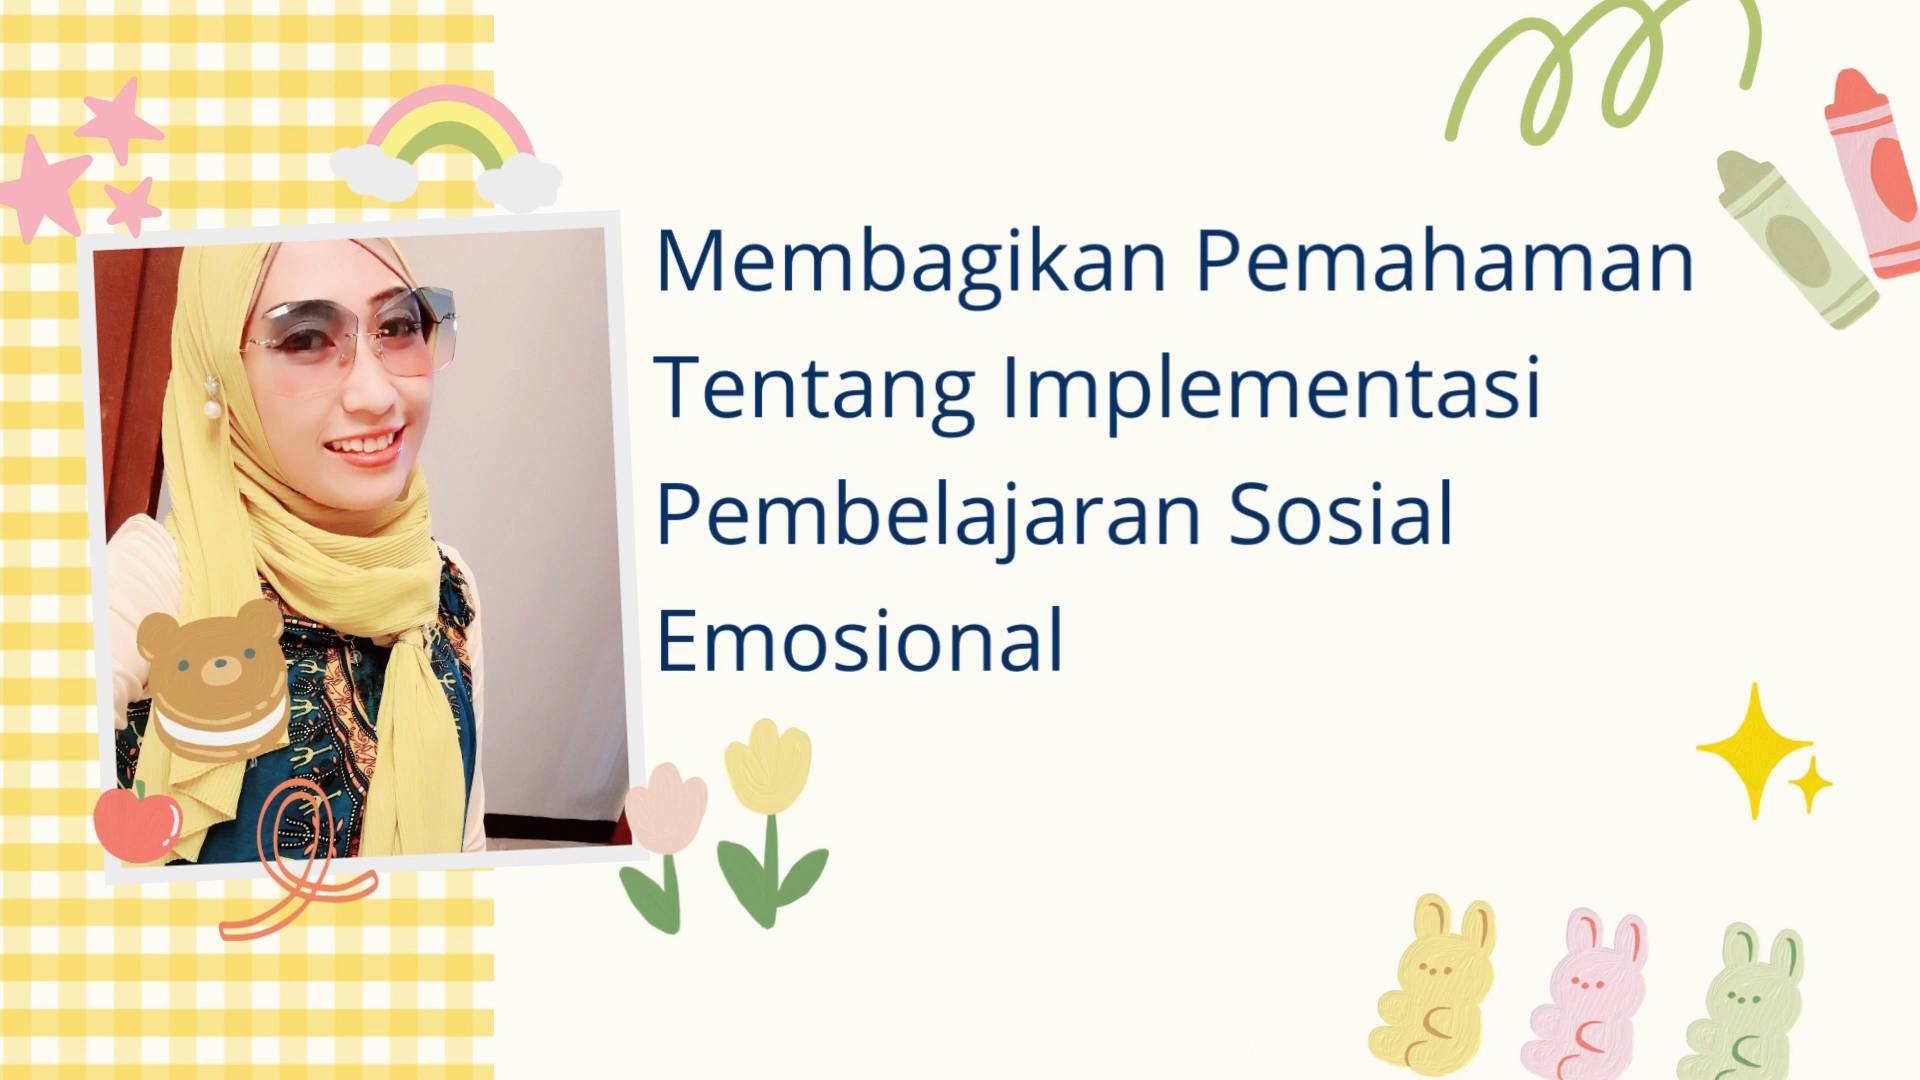 Membagikan Pemahaman
Tentang Implementasi
Pembelajaran Sosial
Emosional